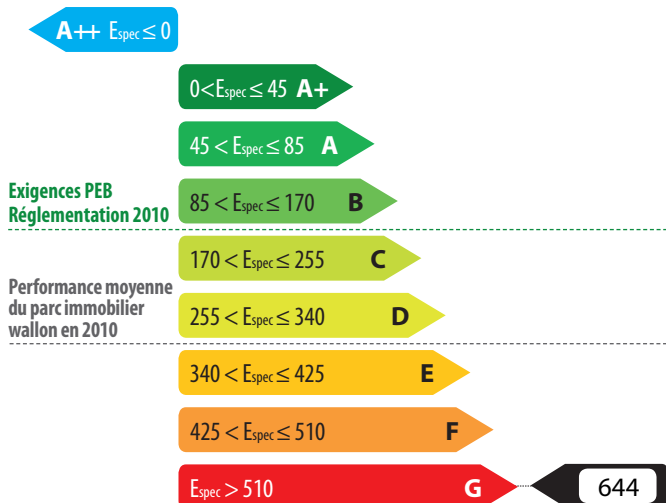 A++ Espec ≤ 0
0<Espec ≤ 45 A+
45 < Espec ≤ 85 A
Exigences PEB
Réglementation 2010
85 < Espec ≤ 170 B
170 < Espec ≤ 255 C
Performance moyenne
du parc immobilier
wallon en 2010
255 < Espec ≤ 340 D
340 < Espec ≤ 425 E
425 < Espec ≤ 510 F
Espec > 510 G 644